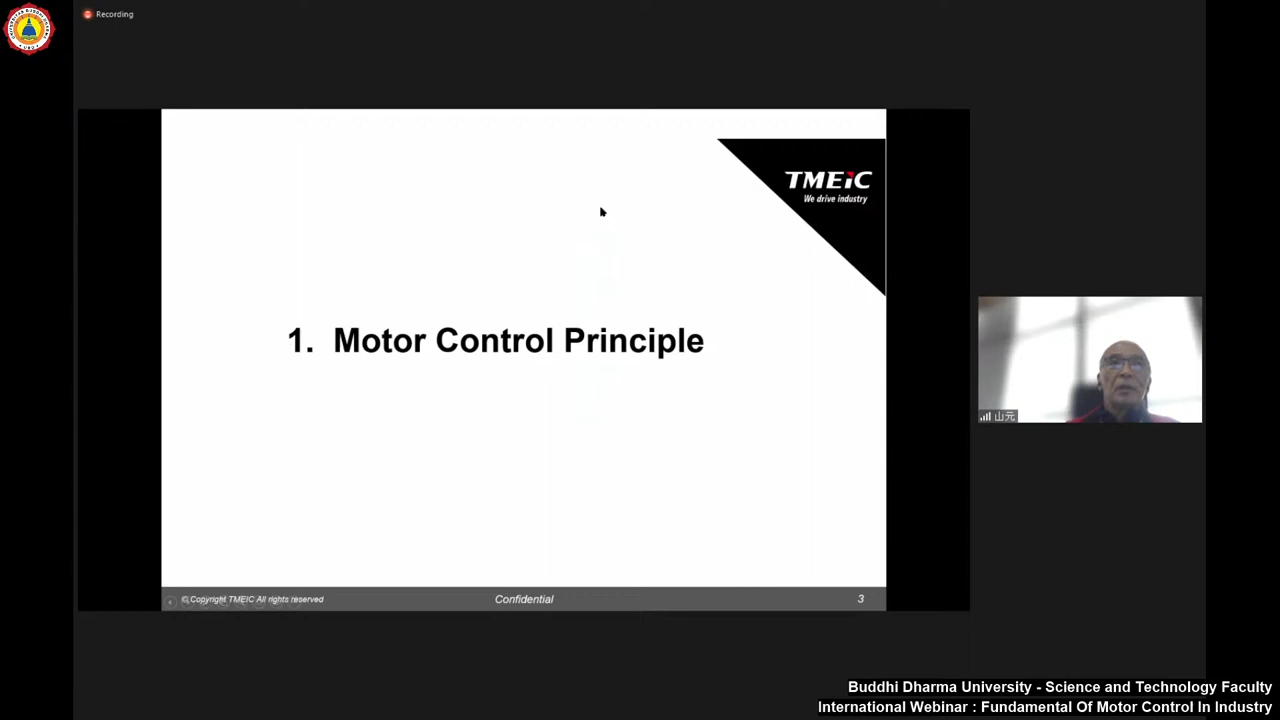 Recording
TMEiC
We drive industry
1. Motor Control Principle
山元
© Copyright TMEIC All rights reserved
Confidential
3
Buddhi Dharma University - Science and Technology Faculty
International Webinar : Fundamental Of Motor Control In Industry